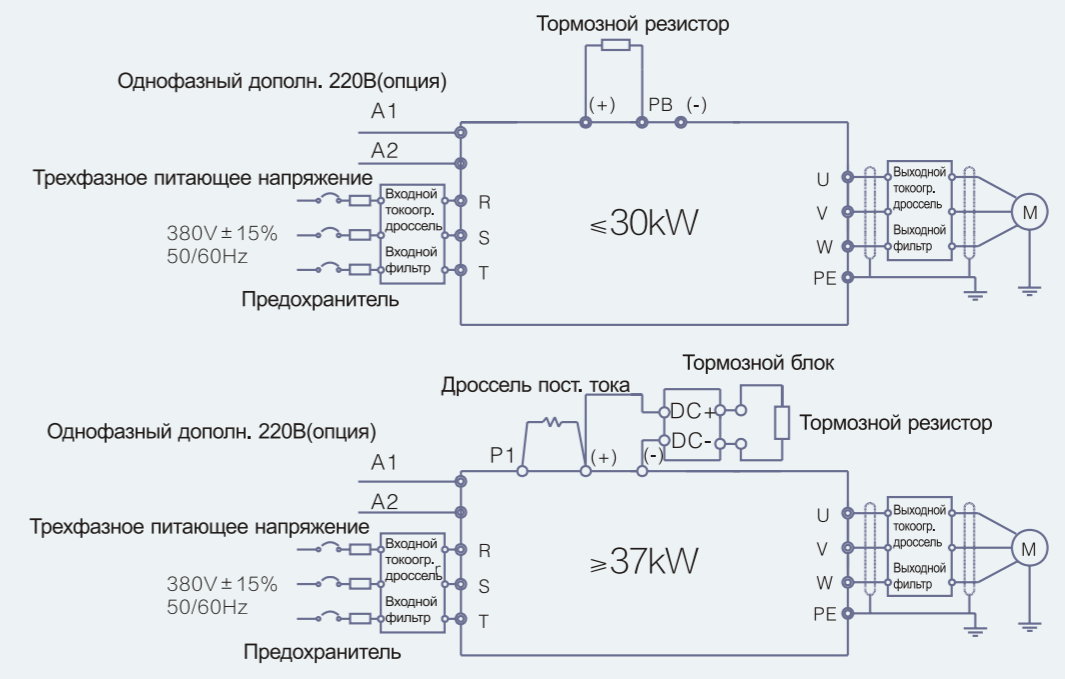 Тормозной резистор
Однофазный дополн. 220В(опция)
(+) PB (-)
A1
A2
Трехфазное питающее напряжение
380V±15%
50/60Hz
Входной
токоогр.
дроссель
Входной
фильтр
Предохранитель
R
S
T
≤30kW
U
V
W
PE
Выходной
токоогр.
дроссель
Выходной
фильтр
M
Тормозной блок
Дроссель пост. тока
DC+
DC-
Тормозной резистор
Однофазный дополн. 220В(опция)
P1 (+) (-)
A1
A2
Трехфазное питающее напряжение
380V±15%
50/60Hz
Входной
токоогр.
дроссель
r
Входной
фильтр
Предохранитель
R
S
T
≥37kW
U
V
W
PE
Выходной
токоогр.
дроссель
Выходной
фильтр
M